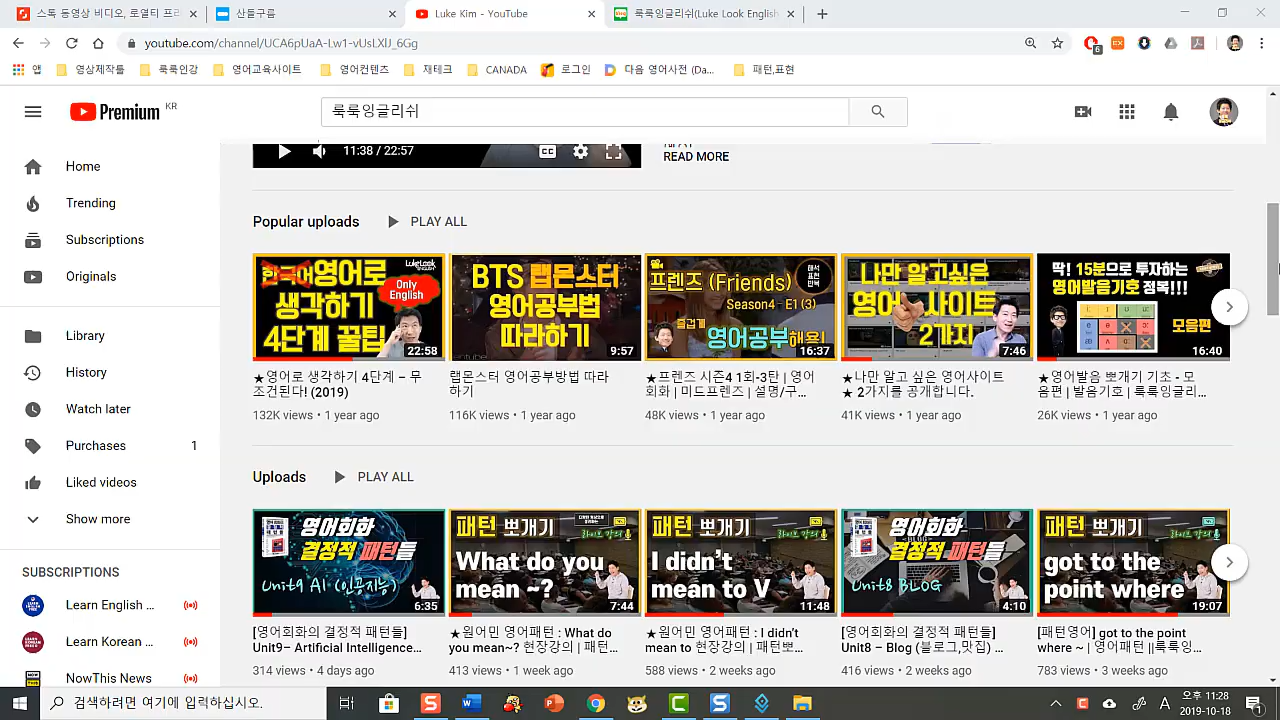 스톡 동영상 비디오, 로열티 프리
산돌구름
Luke Kim - YouTube
룩룩잉글리쉬(Luke Look English
youtube.com/channel/UCA6pUaA-Lw1-vUsLXlJ_6Gg
6
앱
영상제작툴
룩룩인강
영어교육사이트
영어컨텐츠
재테크
CANADA
로그인
다음 영어사전 (Da...
패턴,표현
Premium KR
룩룩잉글리쉬
11:38 / 22:57
CC
READ MORE
Home
Trending
Subscriptions
Originals
Library
History
Watch later
Purchases 1
Liked videos
Show more
SUBSCRIPTIONS
Learn English ...
Learn Korean ...
NowThis News
Popular uploads
PLAY ALL
한국어영어로
생각하기
4단계 꿀팁
Only
English
22:58
BTS 랩몬스터
영어공부법
따라하기
9:57
프렌즈 (Friends)
Season4 - E1 (3)
즐겁게
영어공부해요!
16:37
나만 알고싶은
영어 사이트
2가지
7:46
딱! 15분으로 투자하는
영어발음기호 정복!!!
모음편
16:40
★영어로 생각하기 4단계 – 무
조건된다! (2019)
132K views • 1 year ago
랩몬스터 영어공부방법 따라
하기
116K views • 1 year ago
★프렌즈 시즌4 1회-3탄 | 영어
회화 | 미드프렌즈 | 설명/구...
48K views • 1 year ago
★나만 알고 싶은 영어사이트
★ 2가지를 공개합니다.
41K views • 1 year ago
★영어발음 뽀개기 기초 - 모
음편 | 발음기호 | 룩룩잉글리...
26K views • 1 year ago
Uploads
PLAY ALL
영어회화
결정적 패턴들
Unit9 AI (인공지능)
6:35
패턴 뽀개기
라이브 강의
What do you
mean ~?
7:44
패턴 뽀개기
라이브 강의
I didn't
mean to V
11:48
영어회화
결정적 패턴들
Unit8 BLOG
4:10
패턴 뽀개기
라이브 강의
got to the
point where
19:07
[영어회화의 결정적 패턴들]
Unit9– Artificial Intelligence...
314 views • 4 days ago
★원어민 영어패턴 : What do
you mean~? 현장강의 | 패턴...
413 views • 1 week ago
★원어민 영어패턴 : I didn't
mean to 현장강의 | 패턴뽀...
588 views • 2 weeks ago
[영어회화의 결정적 패턴들]
Unit8 – Blog (블로그,맛집) ...
416 views • 2 weeks ago
[패턴영어] got to the point
where ~ | 영어패턴 ||룩룩잉...
783 views • 3 weeks ago
검색하려면 여기에 입력하십시오.
A
오후 11:28
2019-10-18
1